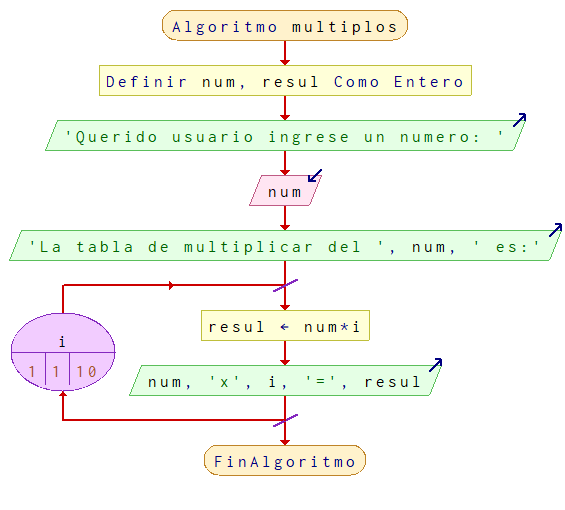 Algoritmo multiplos
Definir num, resul Como Entero
'Querido usuario ingrese un numero: '
num
'La tabla de multiplicar del ', num, ' es:'
i
1 1 10
resul ← num*i
num, 'x', i, '=', resul
FinAlgoritmo